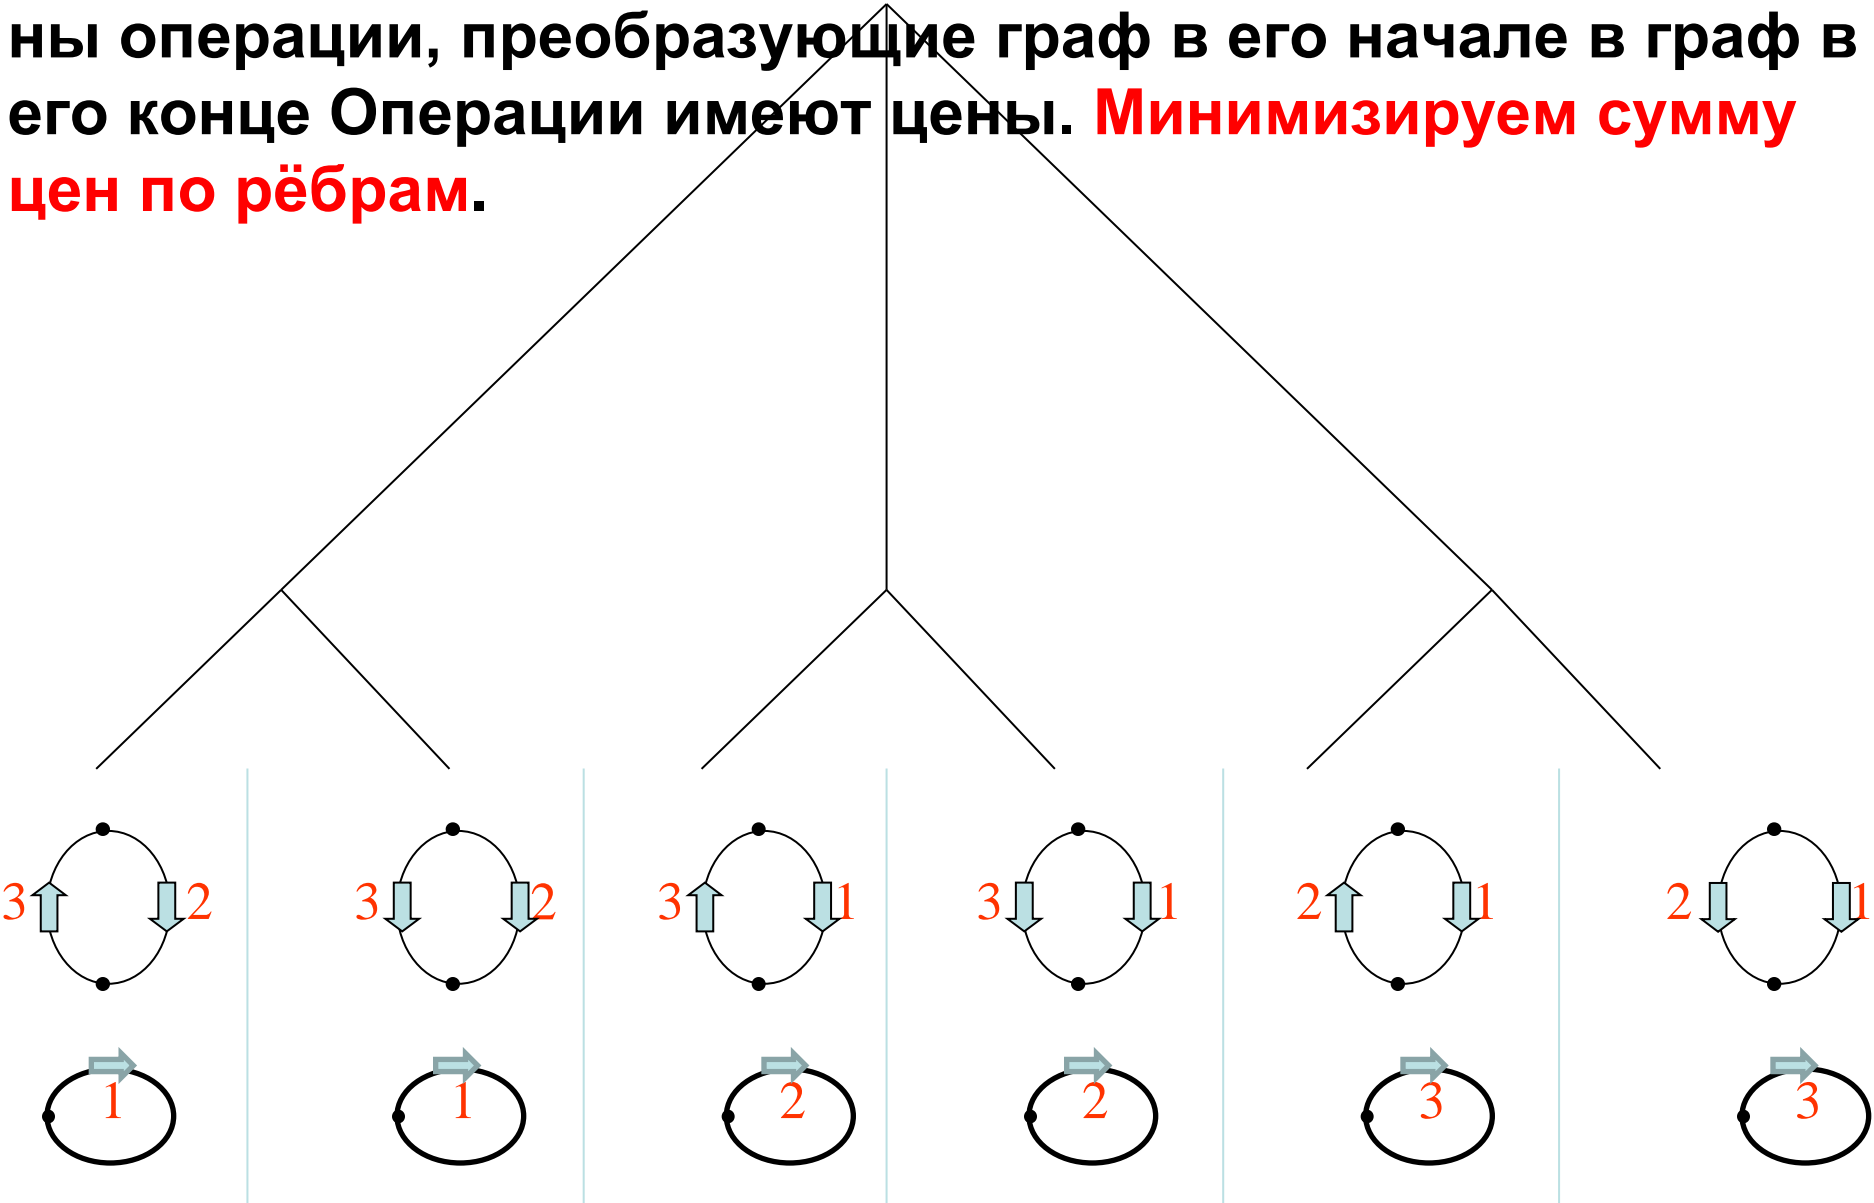 ны операции, преобразующие граф в его начале в граф в
его конце Операции имеют цены. Минимизируем сумму
цен по рёбрам.
3 2 3 2 3 1 3 1 2 1 2 1
1 1 2 2 3 3